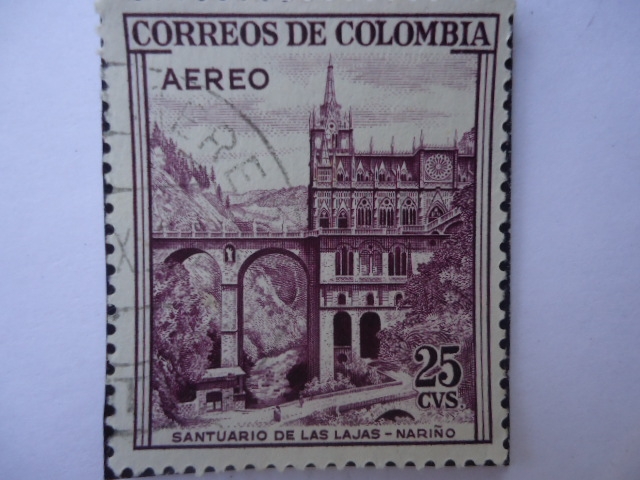 CORREOS DE COLOMBIA
AEREO
25
CVS.
SANTUARIO DE LAS LAJAS - NARIÑO